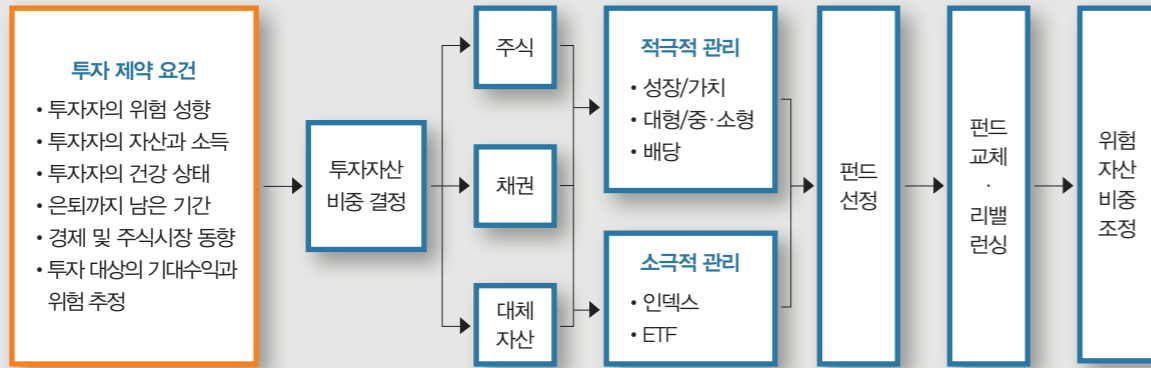 투자 제약 요건
• 투자자의 위험 성향
• 투자자의 자산과 소득
• 투자자의 건강 상태
• 은퇴까지 남은 기간
• 경제 및 주식시장 동향
• 투자 대상의 기대수익과
위험 추정
투자자산
비중 결정
주식
채권
대체
자산
적극적 관리
• 성장/가치
• 대형/중·소형
• 배당
소극적 관리
• 인덱스
• ETF
펀드
선정
펀드
교체
·
리밸
런싱
위험
자산
비중
조정